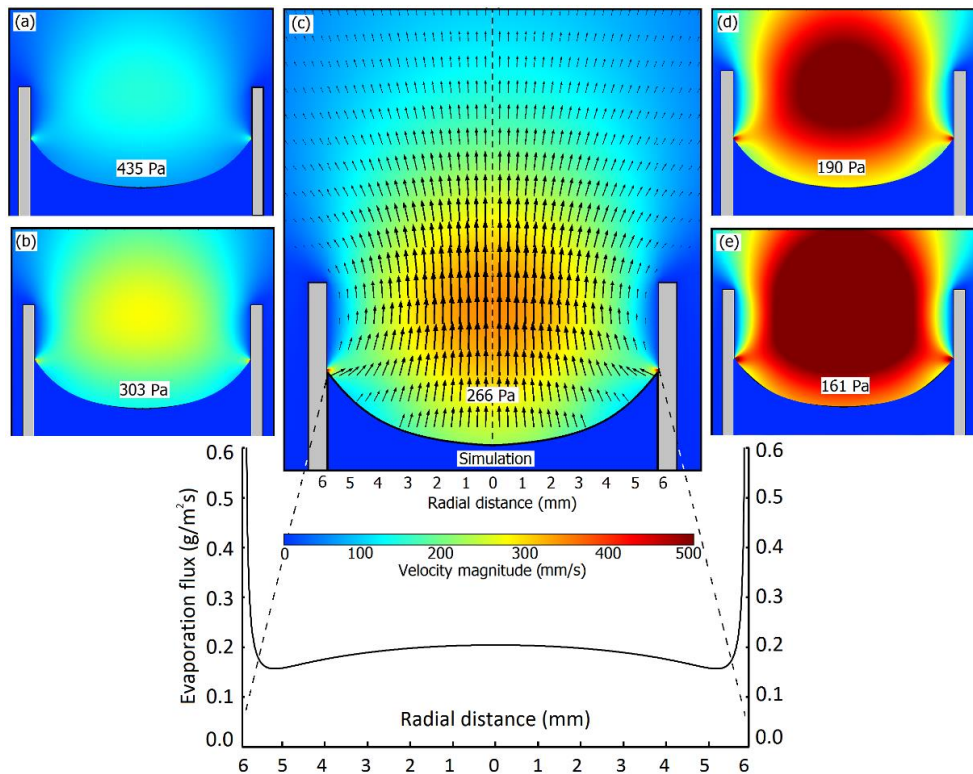 (a)
435 Pa
(b)
303 Pa
(c)
266 Pa
Simulation
6 5 4 3 2 1 0 1 2 3 4 5 6
Radial distance (mm)
(d)
190 Pa
(e)
161 Pa
0 100 200 300 400 500
Velocity magnitude (mm/s)
Evaporation flux (g/m²s)
0.6
0.5
0.4
0.3
0.2
0.1
0.0
0.6
0.5
0.4
0.3
0.2
0.1
0.0
Radial distance (mm)
6 5 4 3 2 1 0 1 2 3 4 5 6